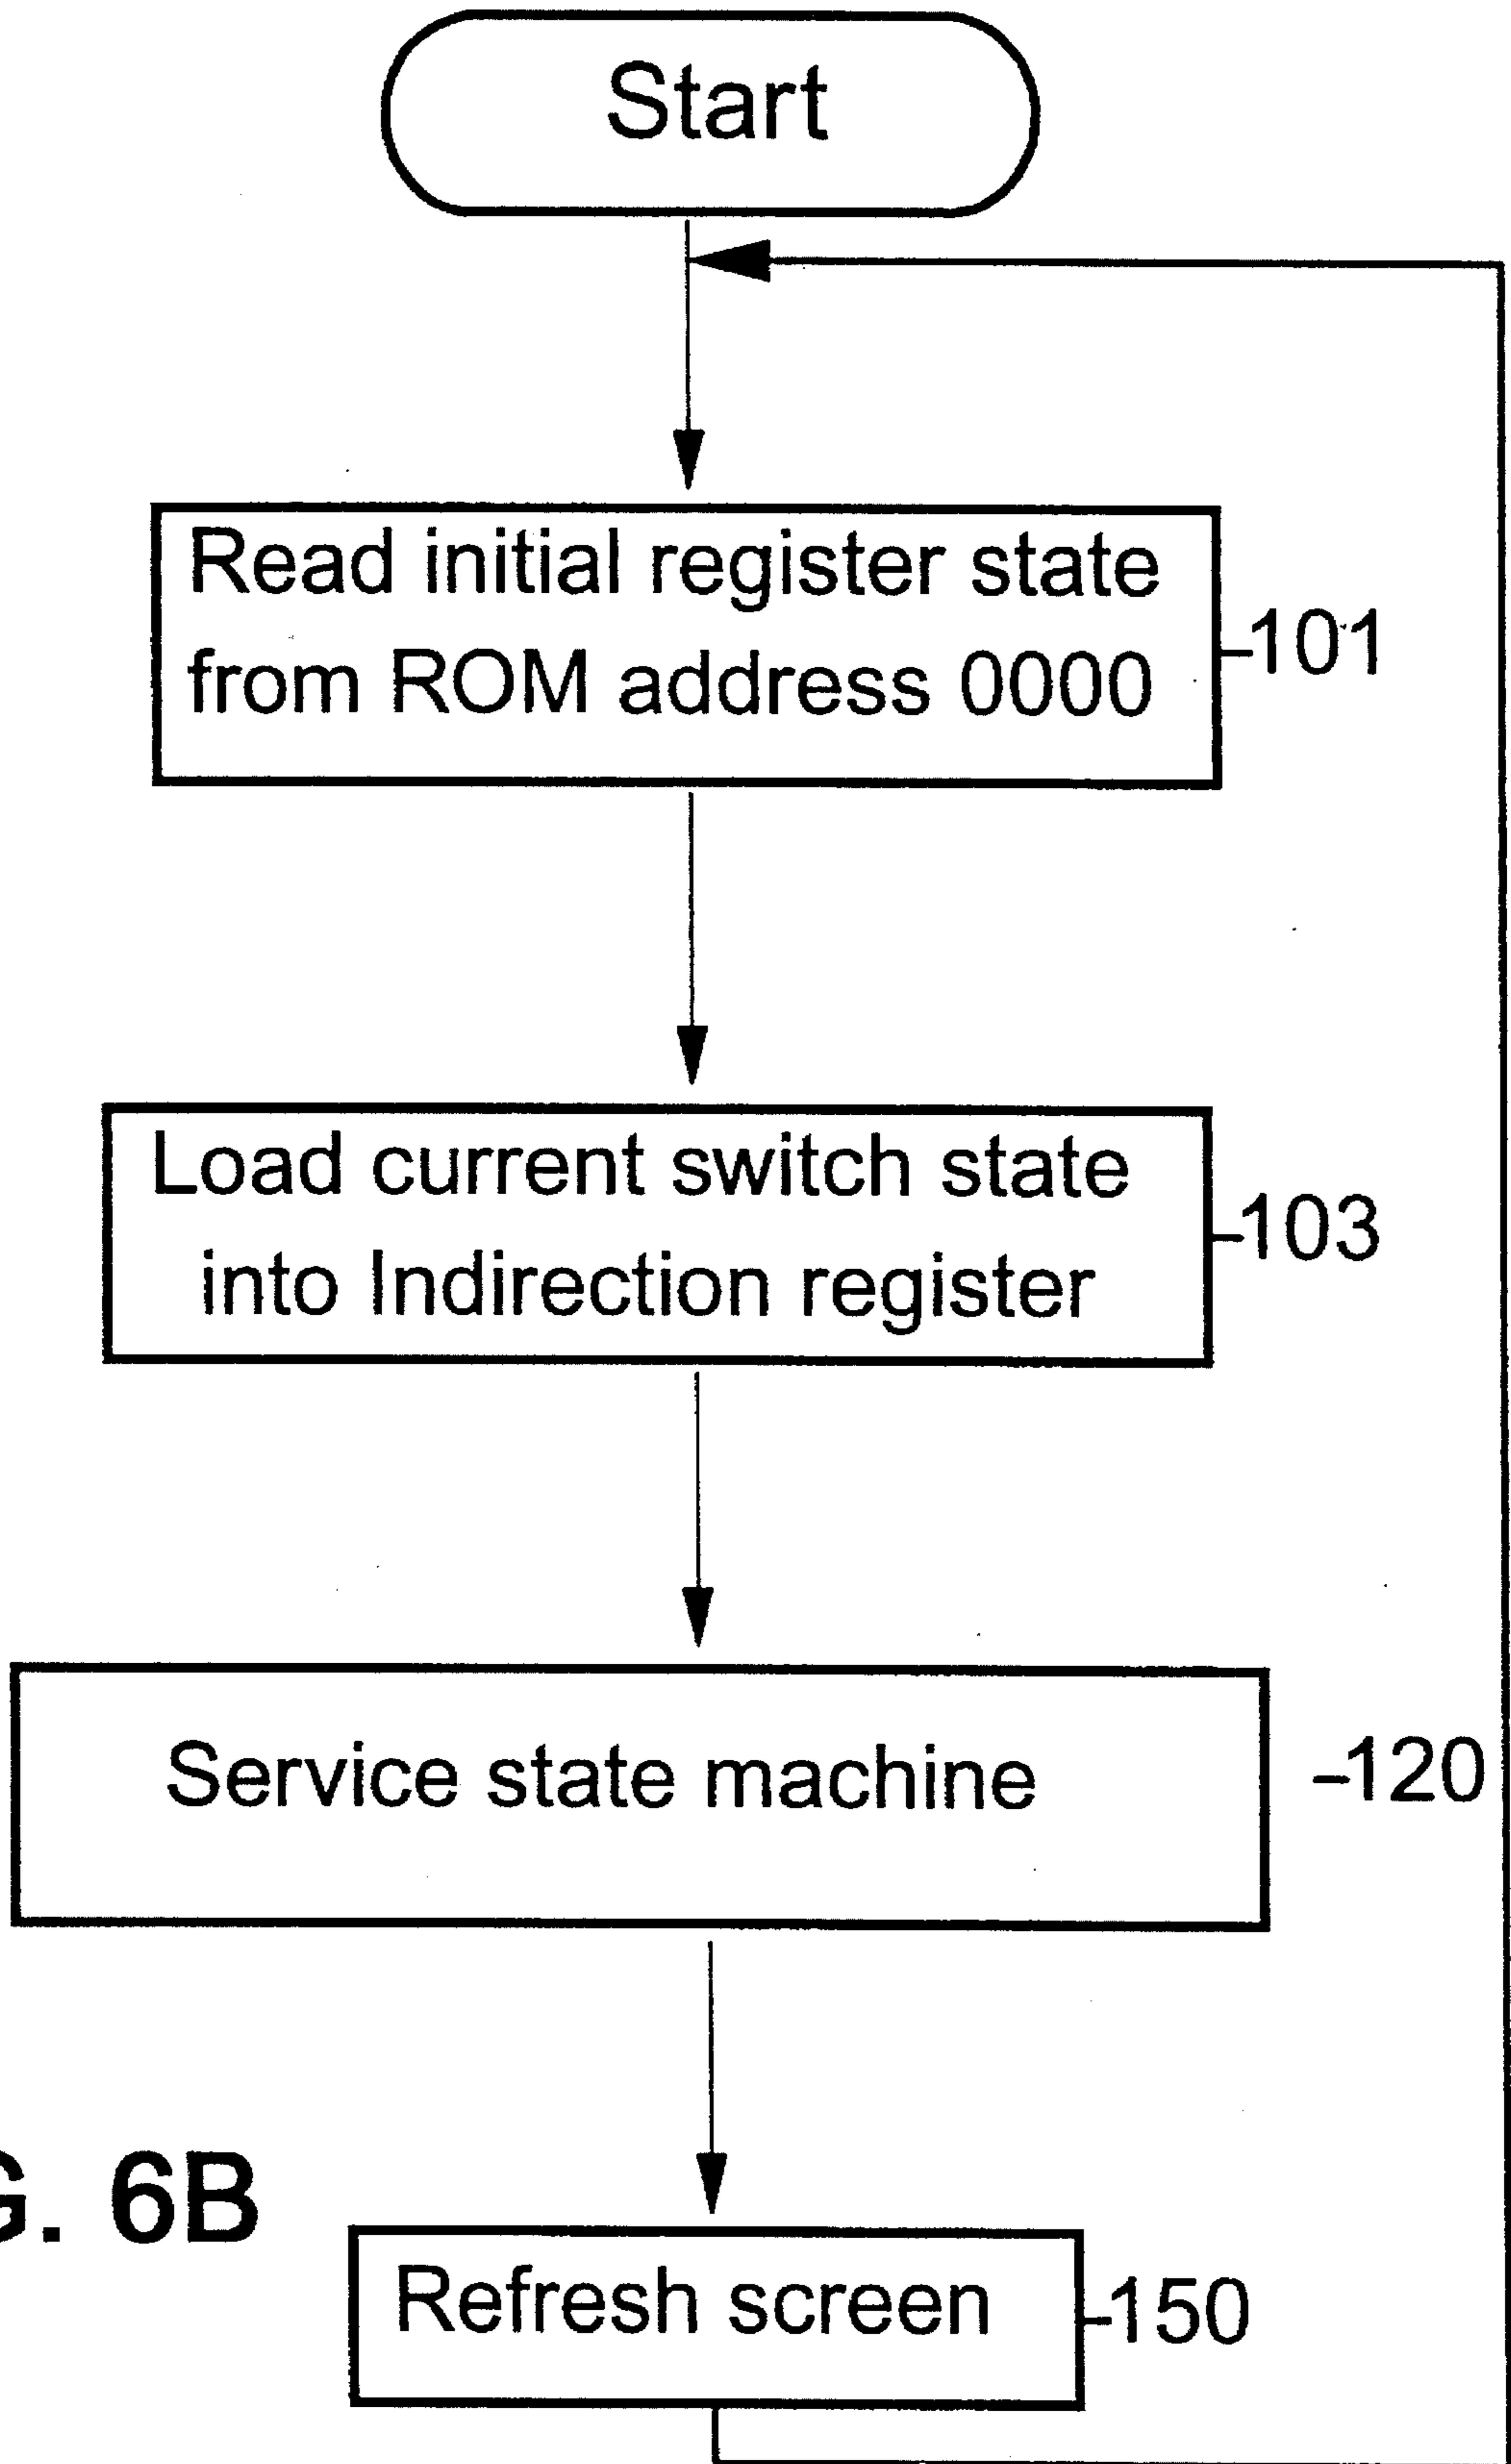 Start
Read initial register state
from ROM address 0000
101
Load current switch state
into Indirection register
103
Service state machine
120
G. 6B
Refresh screen
150